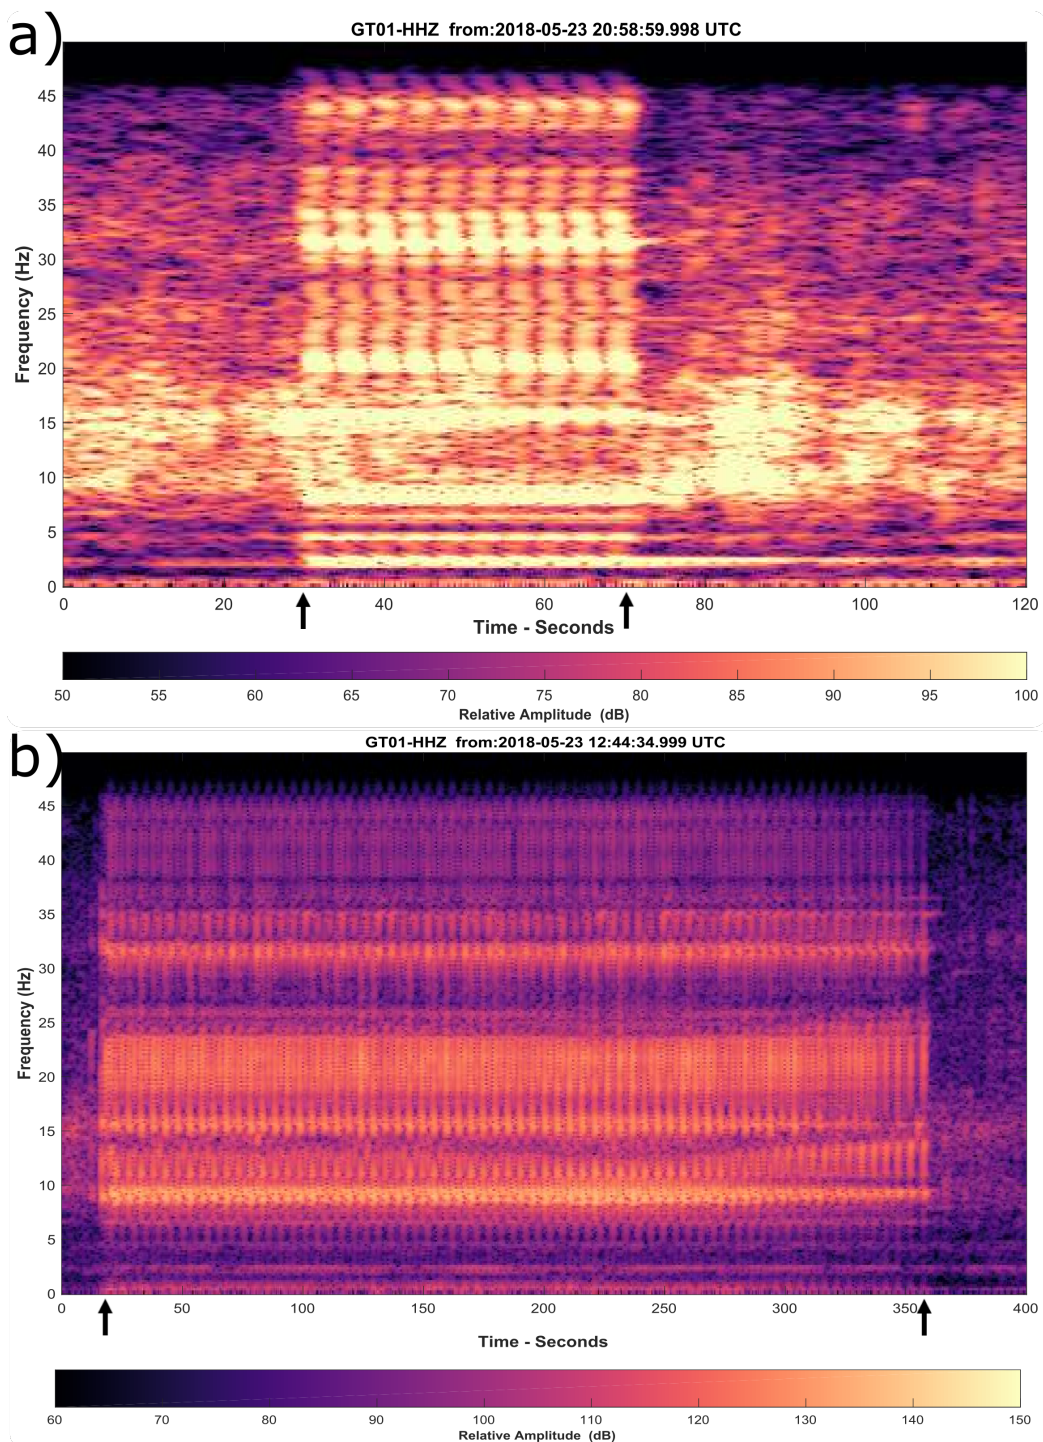 a)
GT01-HHZ from:2018-05-23 20:58:59.998 UTC
Frequency (Hz)
45
40
35
30
25
20
15
10
5
0
0 20 40 60 80 100 120
Time - Seconds
50 55 60 65 70 75 80 85 90 95 100
Relative Amplitude (dB)
b)
GT01-HHZ from:2018-05-23 12:44:34.999 UTC
Frequency (Hz)
45
40
35
30
25
20
15
10
5
0
0 50 100 150 200 250 300 350 400
Time - Seconds
60 70 80 90 100 110 120 130 140 150
Relative Amplitude (dB)